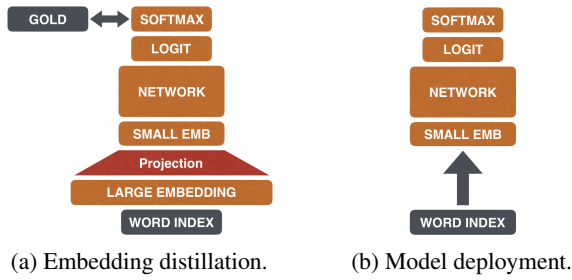 GOLD
SOFTMAX
LOGIT
NETWORK
SMALL EMB
Projection
LARGE EMBEDDING
WORD INDEX
(a) Embedding distillation.
SOFTMAX
LOGIT
NETWORK
SMALL EMB
WORD INDEX
(b) Model deployment.